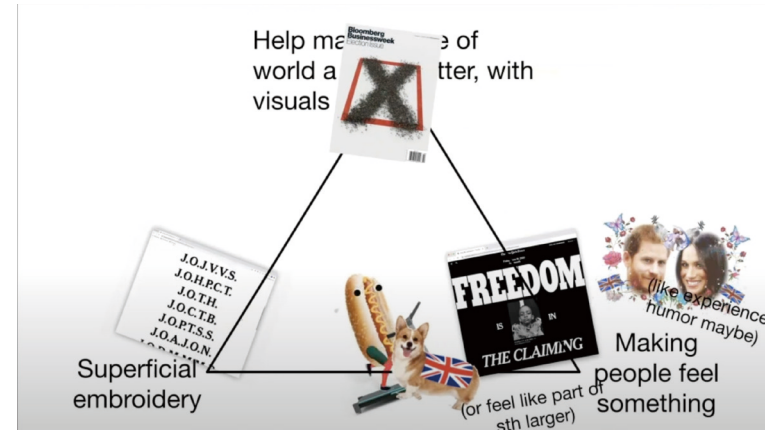 Help ma e of
world a tter, with
visuals
Bloomberg
Businessweek
X
J.O.J.V.V.S.
J.O.H.P.C.T.
J.O.T.H.
J.O.C.T.B.
J.O.P.T.S.S.
J.O.A.J.O.N.
Superficial
embroidery
FREEDOM
IS IN
THE CLAIMING
(like experience
humor maybe)
Making
people feel
something
(or feel like part of
sth larger)